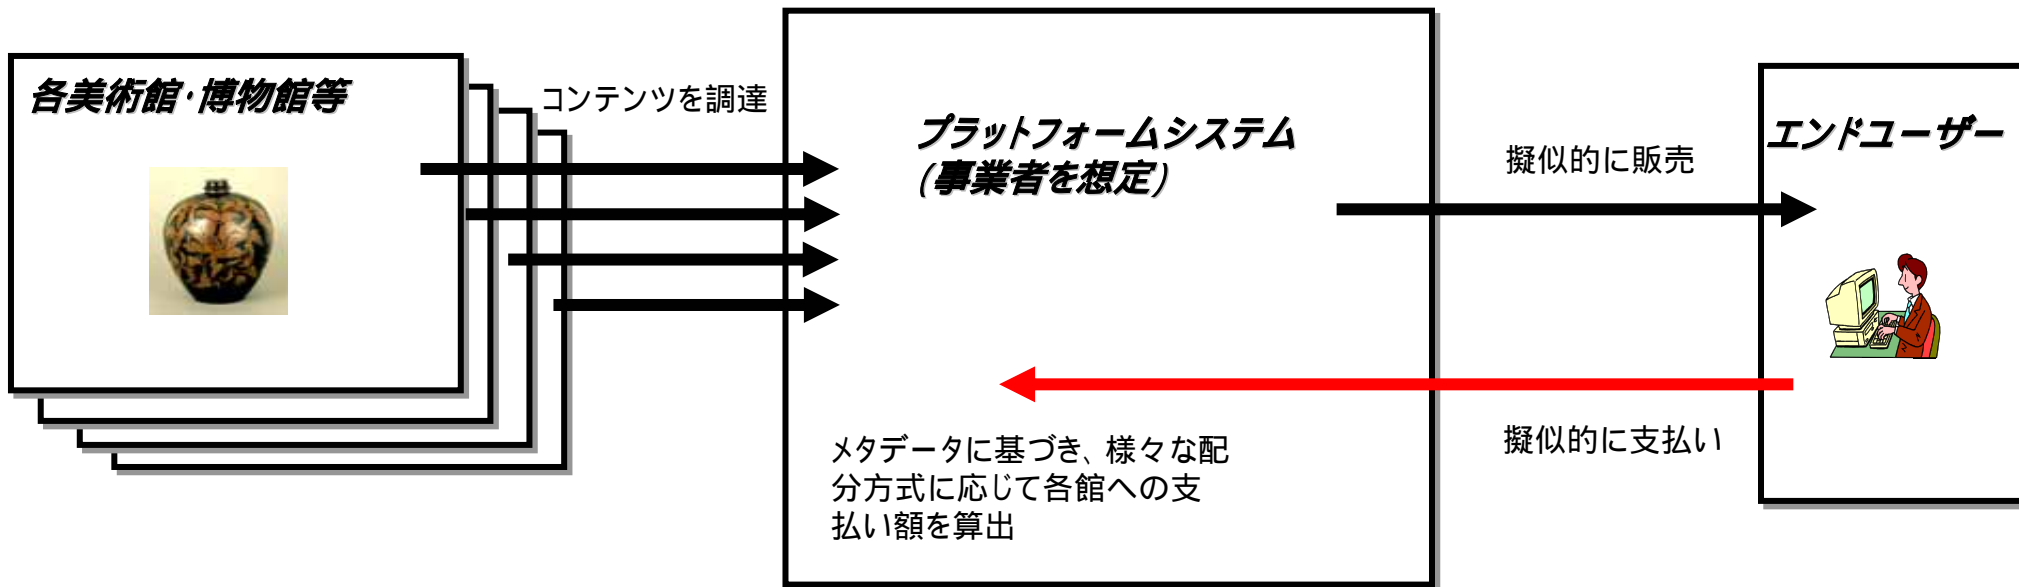 各美術館・博物館等
コンテンツを調達
プラットフォームシステム
(事業者を想定)
擬似的に販売
エンドユーザー
メタデータに基づき、様々な配
分方式に応じて各館への支
払い額を算出
擬似的に支払い